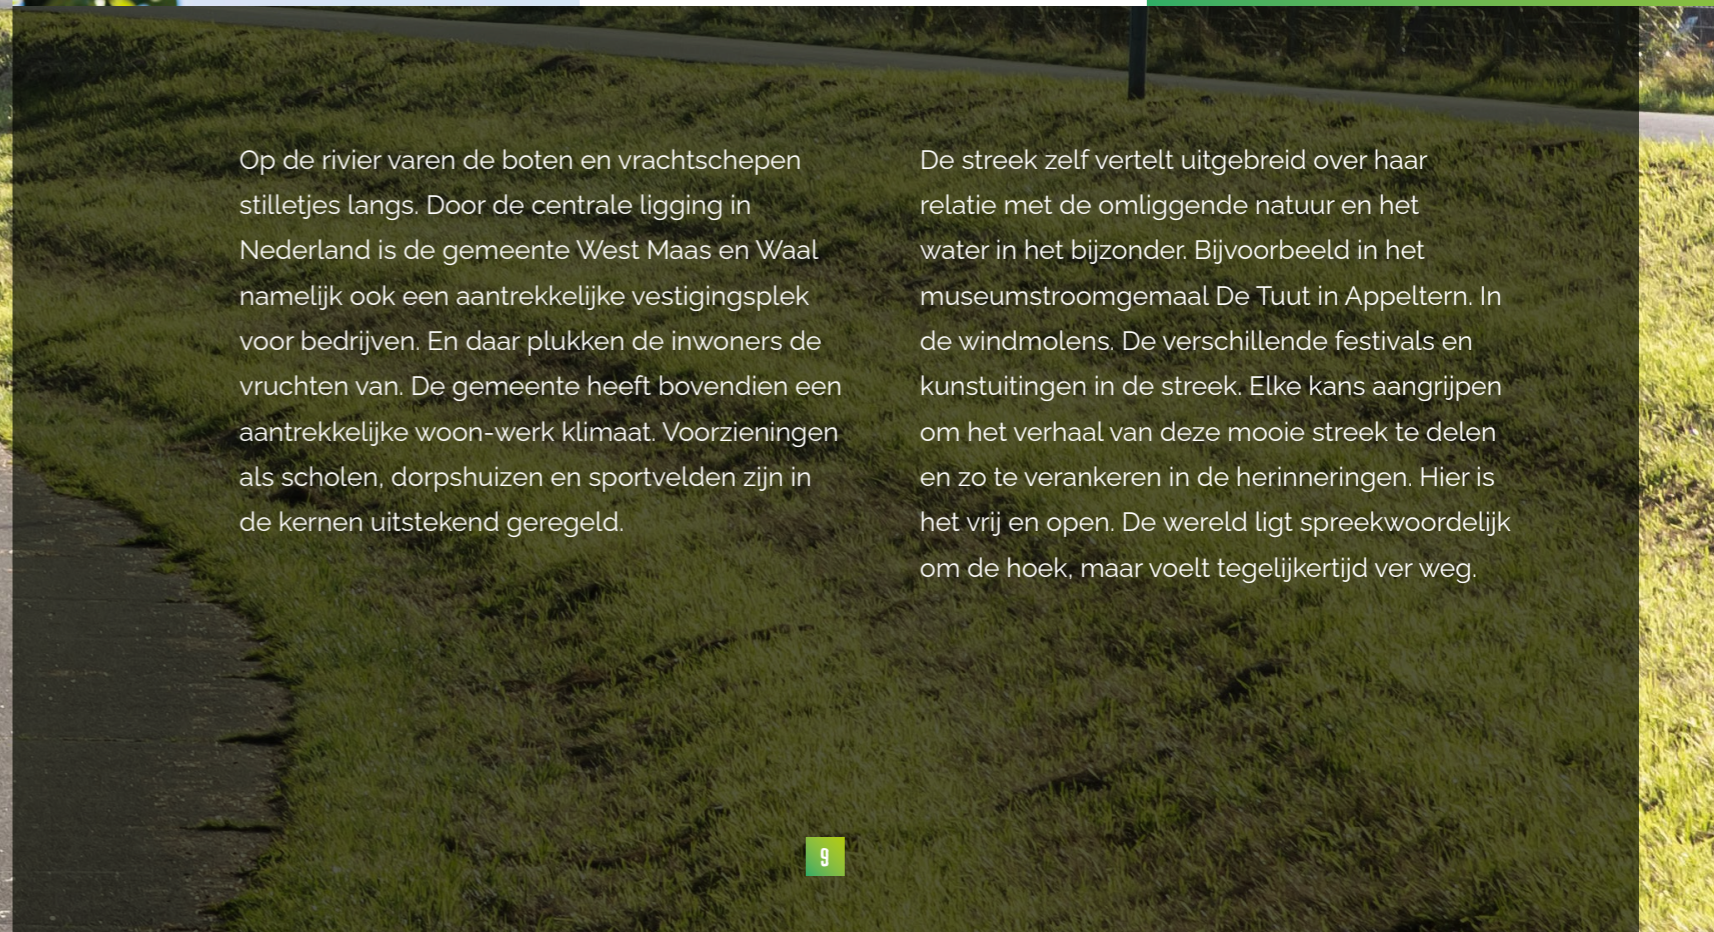 Op de rivier varen de boten en vrachtschepen
stilletjes langs. Door de centrale ligging in
Nederland is de gemeente West Maas en Waal
namelijk ook een aantrekkelijke vestigingsplek
voor bedrijven. En daar plukken de inwoners de
vruchten van. De gemeente heeft bovendien een
aantrekkelijke woon-werk klimaat. Voorzieningen
als scholen, dorpshuizen en sportvelden zijn in
de kernen uitstekend geregeld.
De streek zelf vertelt uitgebreid over haar
relatie met de omliggende natuur en het
water in het bijzonder. Bijvoorbeeld in het
museumstroomgemaal De Tuut in Appeltern. In
de windmolens. De verschillende festivals en
kunstuitingen in de streek. Elke kans aangrijpen
om het verhaal van deze mooie streek te delen
en zo te verankeren in de herinneringen. Hier is
het vrij en open. De wereld ligt spreekwoordelijk
om de hoek, maar voelt tegelijkertijd ver weg.
9